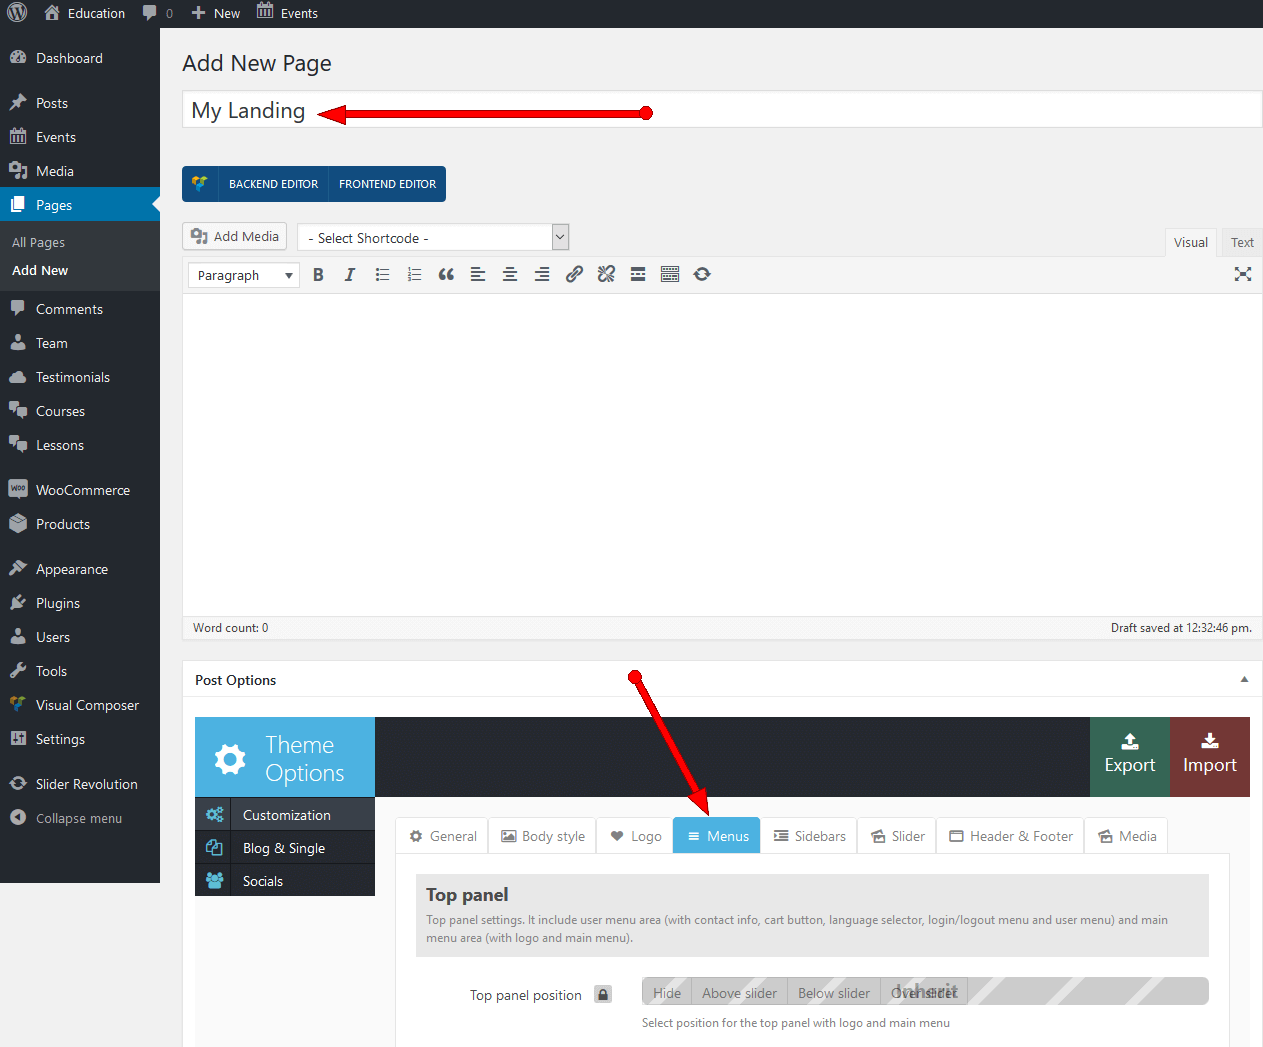 Education 0 New Events
Dashboard
Posts
Events
Media
Pages
All Pages
Add New
Comments
Team
Testimonials
Courses
Lessons
WooCommerce
Products
Appearance
Plugins
Users
Tools
Visual Composer
Settings
Slider Revolution
Collapse menu
Add New Page
My Landing
BACKEND EDITOR FRONTEND EDITOR
Add Media - Select Shortcode -
Visual Text
Paragraph
Word count: 0 Draft saved at 12:32:46 pm.
Post Options
Theme
Options
Export Import
Customization
Blog & Single
Socials
General Body style Logo Menus Sidebars Slider Header & Footer Media
Top panel
Top panel settings. It include user menu area (with contact info, cart button, language selector, login/logout menu and user menu) and main
menu area (with logo and main menu).
Top panel position Hide Above slider Below slider Over slider Inherit
Select position for the top panel with logo and main menu